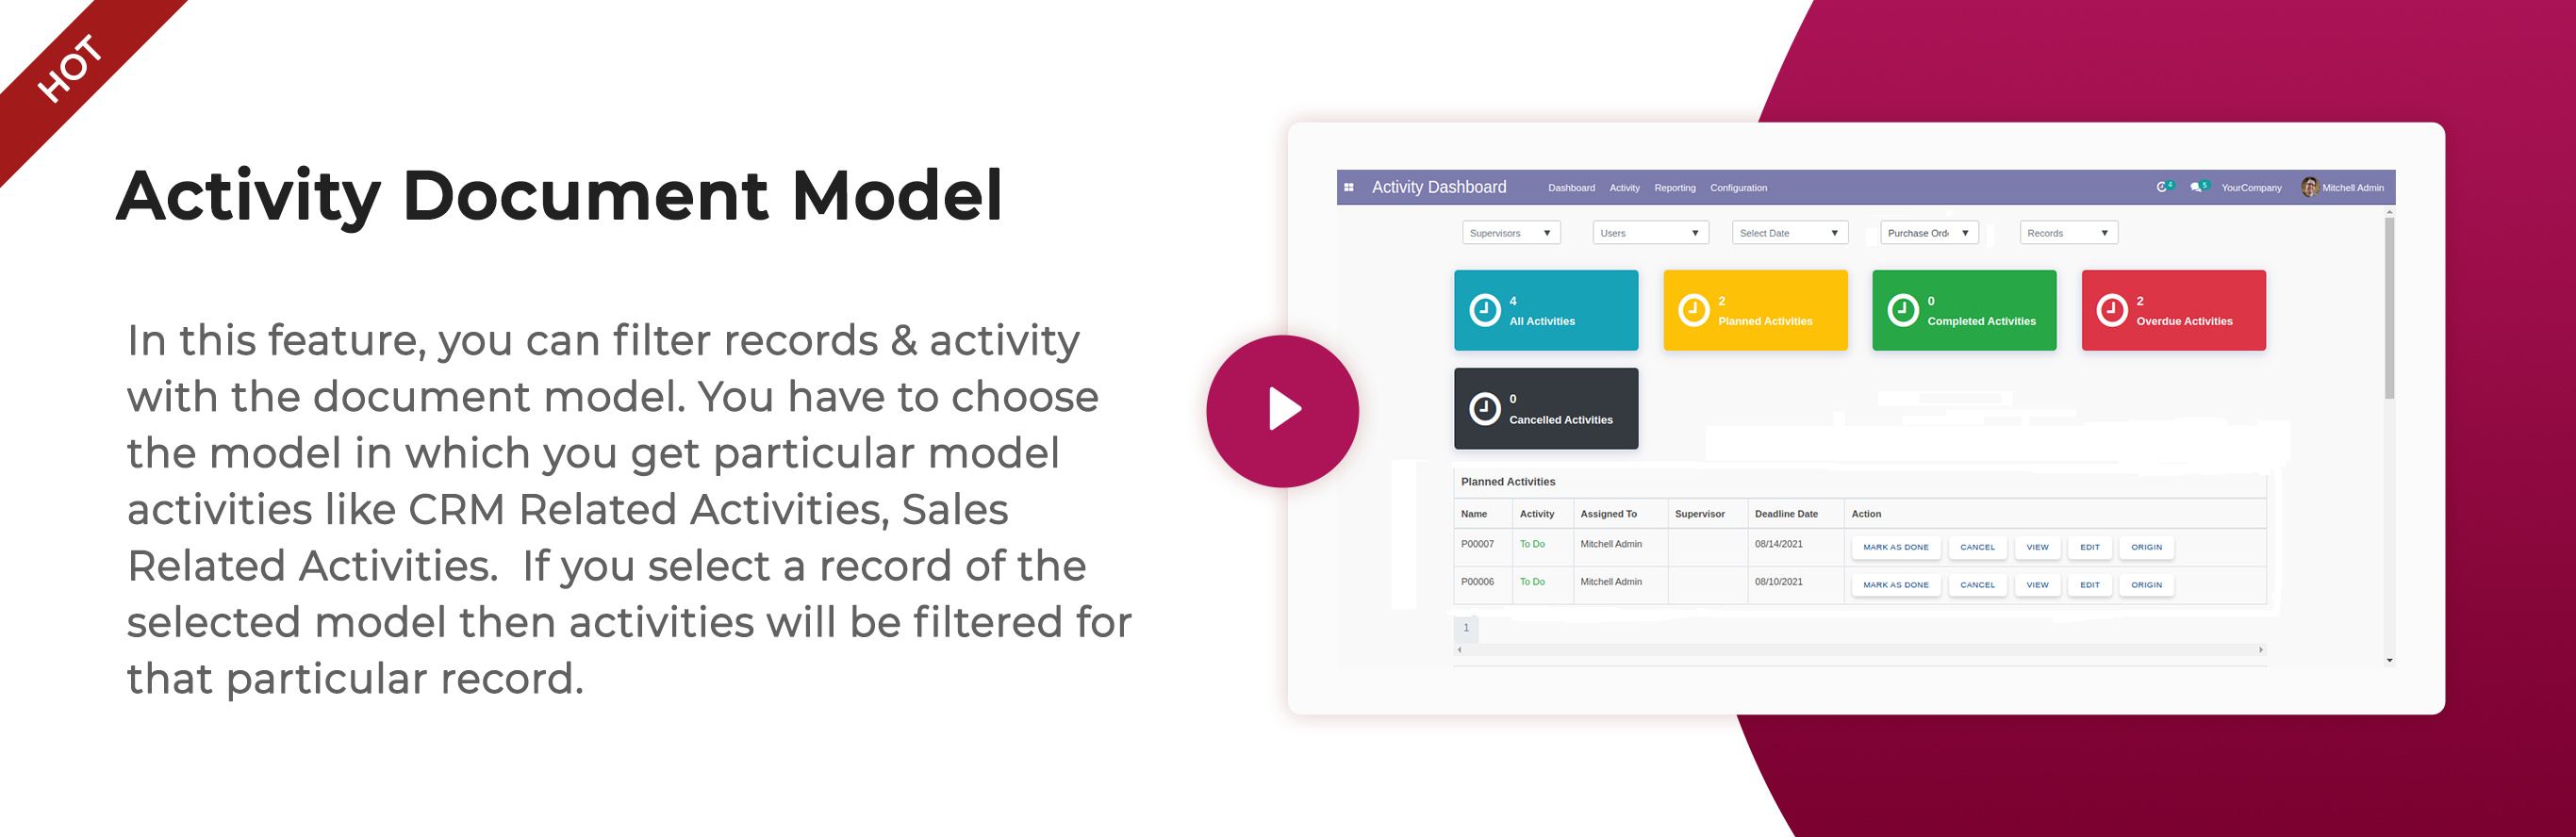 HOT
Activity Document Model
In this feature, you can filter records & activity
with the document model. You have to choose
the model in which you get particular model
activities like CRM Related Activities, Sales
Related Activities.  If you select a record of the
selected model then activities will be filtered for
that particular record.
Activity Dashboard Dashboard Activity Reporting Configuration 4 5 YourCompany Mitchell Admin
Supervisors Users Select Date Purchase Ord Records
4
All Activities
2
Planned Activities
0
Completed Activities
2
Overdue Activities
0
Cancelled Activities
Planned Activities
Name Activity Assigned To Supervisor Deadline Date Action
P00007 To Do Mitchell Admin 08/14/2021 MARK AS DONE CANCEL VIEW EDIT ORIGIN
P00006 To Do Mitchell Admin 08/10/2021 MARK AS DONE CANCEL VIEW EDIT ORIGIN
1